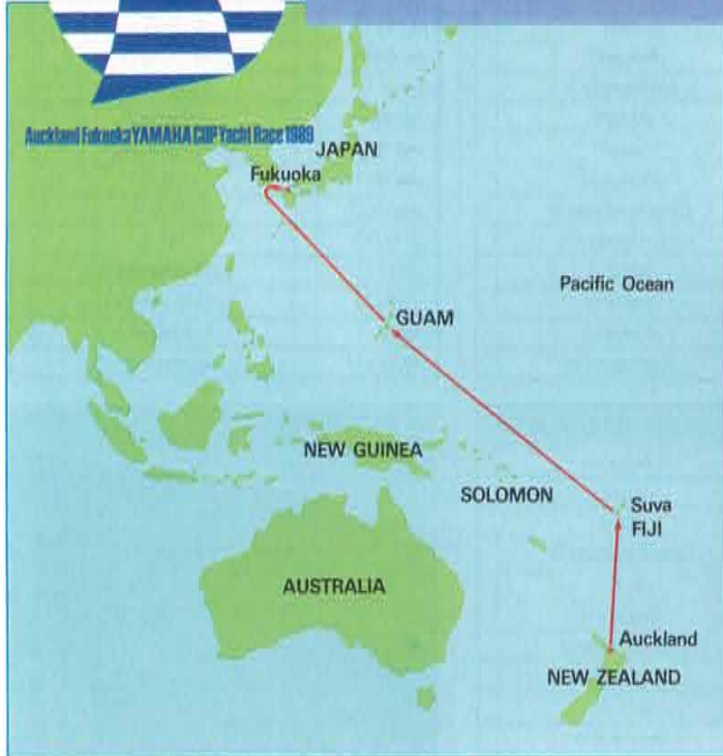 Auckland Fukuoka YAMAHA CUP Yacht Race 1989
JAPAN
Fukuoka
Pacific Ocean
GUAM
NEW GUINEA
SOLOMON
Suva
FIJI
AUSTRALIA
Auckland
NEW ZEALAND